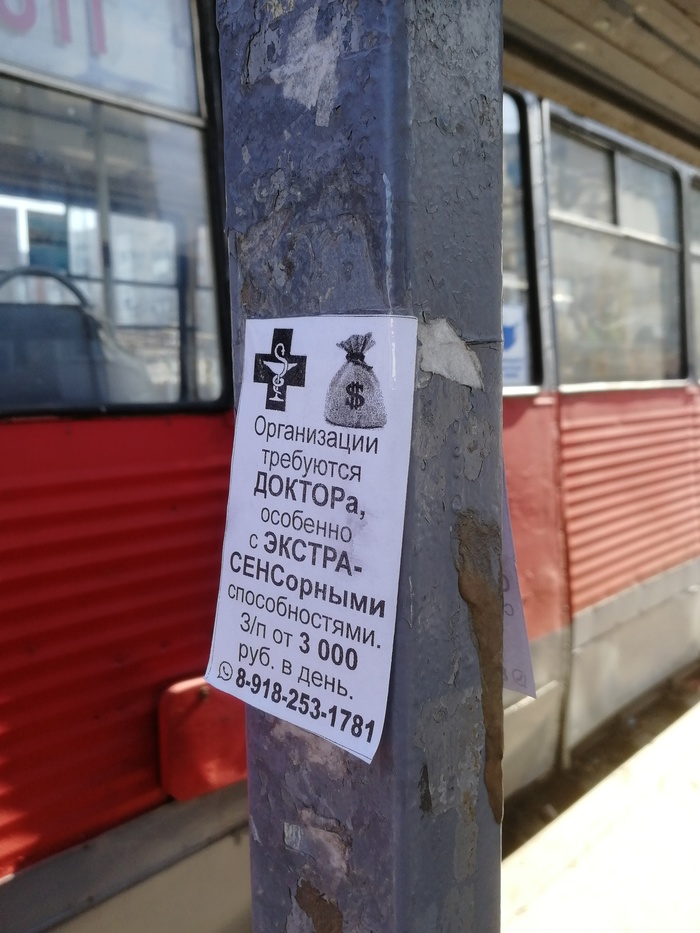 $
Организации
требуются
ДОКТОРа,
особенно
с ЭКСТРА-
СЕНСорными
способностями.
З/п от 3 000
руб. в день.
8-918-253-1781